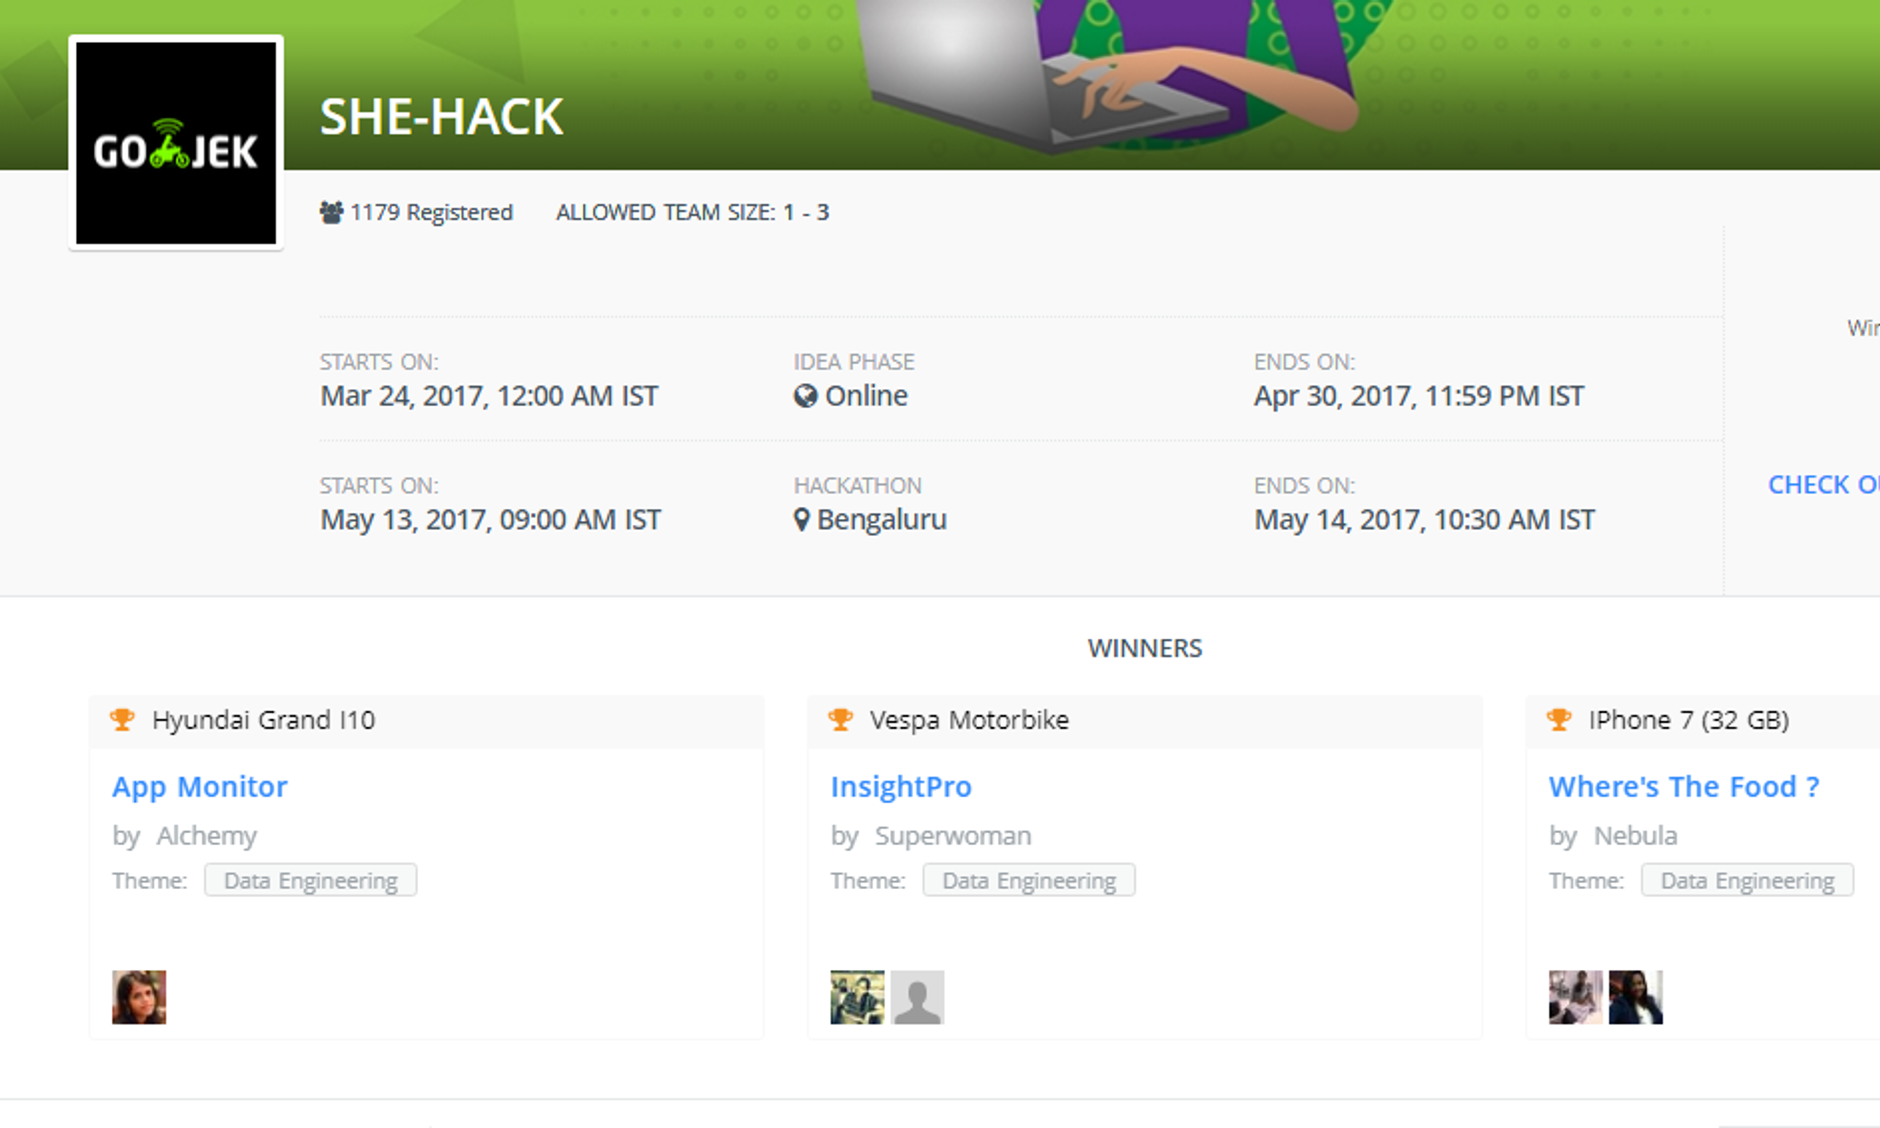 GO JEK
SHE-HACK
1179 Registered
ALLOWED TEAM SIZE: 1 - 3
STARTS ON:
Mar 24, 2017, 12:00 AM IST
IDEA PHASE
Online
ENDS ON:
Apr 30, 2017, 11:59 PM IST
STARTS ON:
May 13, 2017, 09:00 AM IST
HACKATHON
Bengaluru
ENDS ON:
May 14, 2017, 10:30 AM IST
CHECK
WINNERS
Hyundai Grand I10
App Monitor
by Alchemy
Theme: Data Engineering
Vespa Motorbike
InsightPro
by Superwoman
Theme: Data Engineering
IPhone 7 (32 GB)
Where's The Food ?
by Nebula
Theme: Data Engineering